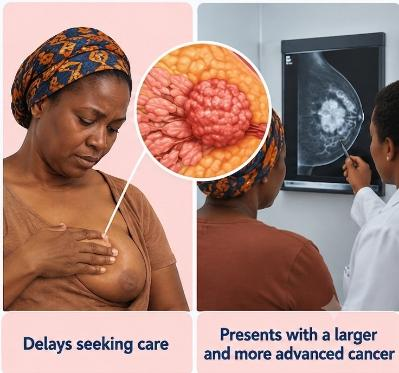 Delays seeking care
Presents with a larger
and more advanced cancer